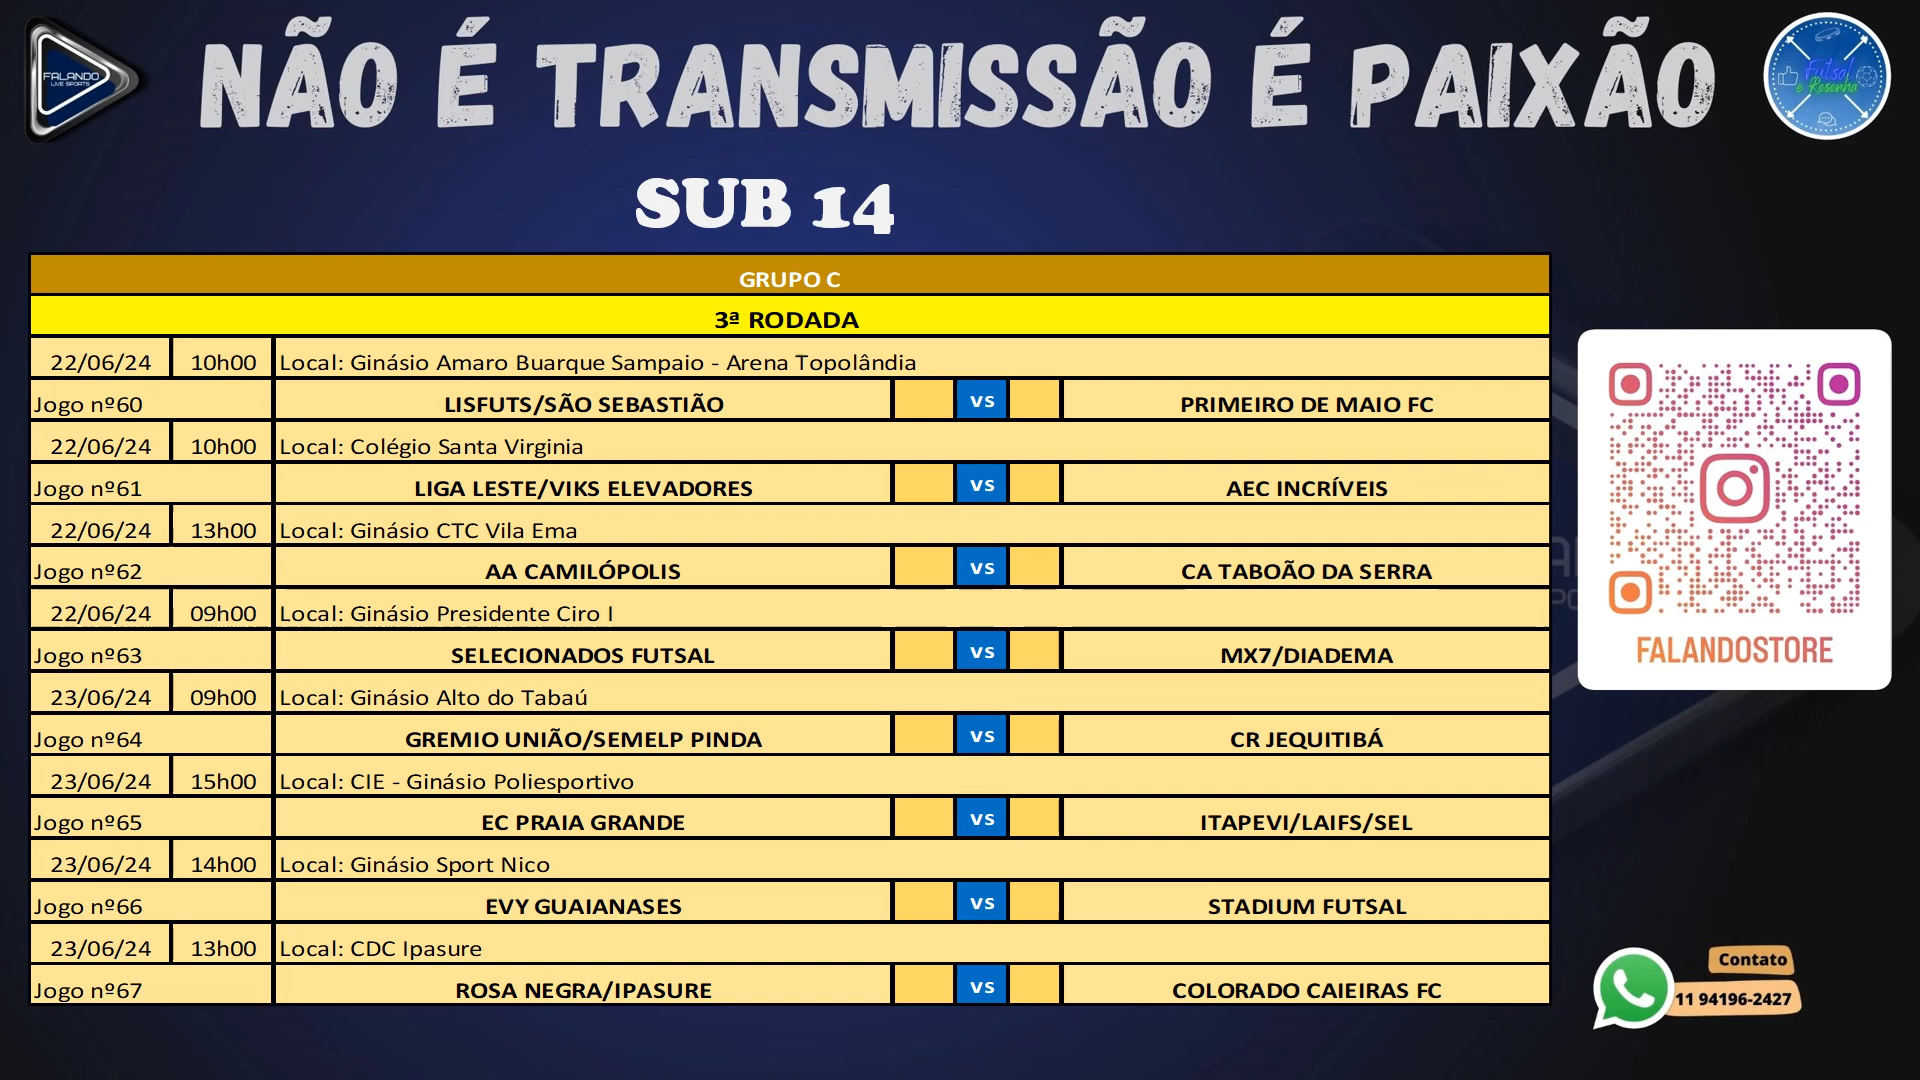 FALANDO
LIVE SPORTS
NÃO É TRANSMISSÃO É PAIXÃO
Futsal
e Resenha
SUB 14
GRUPO C
3ª RODADA
22/06/24 10h00 Local: Ginásio Amaro Buarque Sampaio - Arena Topolândia
Jogo nº60 LISFUTS/SÃO SEBASTIÃO vs PRIMEIRO DE MAIO FC
22/06/24 10h00 Local: Colégio Santa Virginia
Jogo nº61 LIGA LESTE/VIKS ELEVADORES vs AEC INCRÍVEIS
22/06/24 13h00 Local: Ginásio CTC Vila Ema
Jogo nº62 AA CAMILÓPOLIS vs CA TABOÃO DA SERRA
22/06/24 09h00 Local: Ginásio Presidente Ciro I
Jogo nº63 SELECIONADOS FUTSAL vs MX7/DIADEMA
23/06/24 09h00 Local: Ginásio Alto do Tabaú
Jogo nº64 GREMIO UNIÃO/SEMELP PINDA vs CR JEQUITIBÁ
23/06/24 15h00 Local: CIE - Ginásio Poliesportivo
Jogo nº65 EC PRAIA GRANDE vs ITAPEVI/LAIFS/SEL
23/06/24 14h00 Local: Ginásio Sport Nico
Jogo nº66 EVY GUAIANASES vs STADIUM FUTSAL
23/06/24 13h00 Local: CDC Ipasure
Jogo nº67 ROSA NEGRA/IPASURE vs COLORADO CAIEIRAS FC
FALANDOSTORE
Contato
11 94196-2427